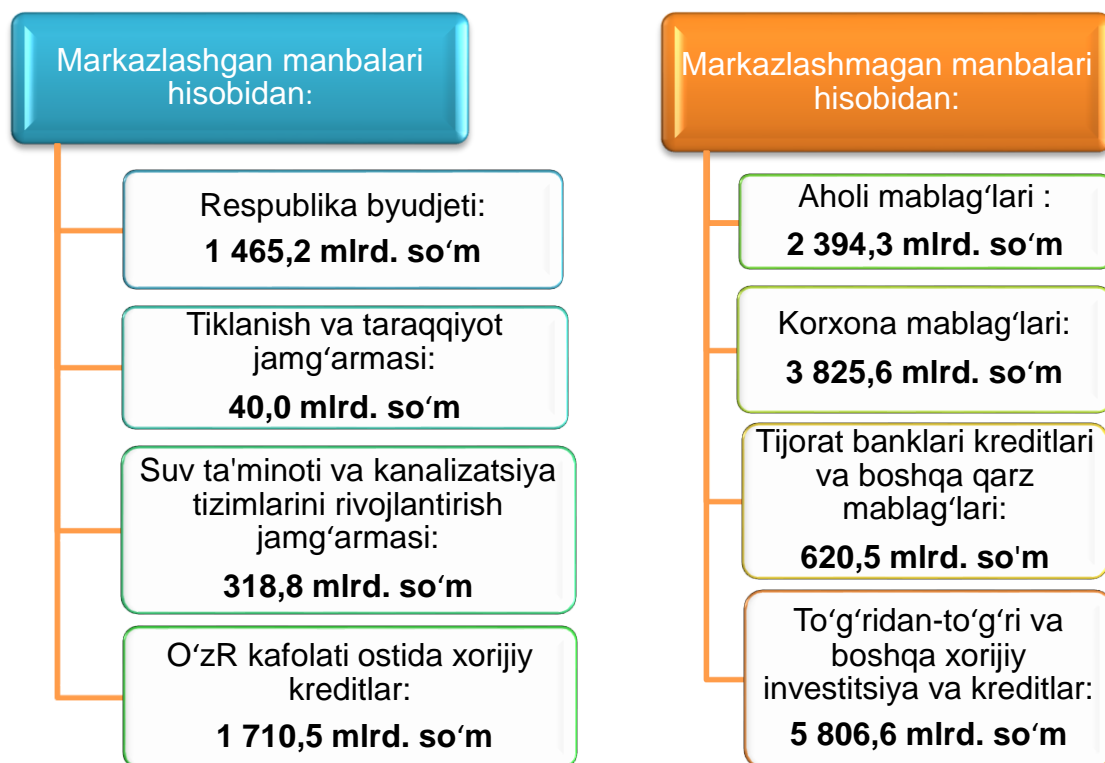 Markazlashgan manbalari
hisobidan:
Respublika byudjeti:
1 465,2 mlrd. so‘m
Tiklanish va taraqqiyot
jamg‘armasi:
40,0 mlrd. so‘m
Suv ta'minoti va kanalizatsiya
tizimlarini rivojlantirish
jamg‘armasi:
318,8 mlrd. so‘m
O‘zR kafolati ostida xorijiy
kreditlar:
1 710,5 mlrd. so‘m
Markazlashmagan manbalari
hisobidan:
Aholi mablag‘lari :
2 394,3 mlrd. so‘m
Korxona mablag‘lari:
3 825,6 mlrd. so‘m
Tijorat banklari kreditlari
va boshqa qarz
mablag‘lari:
620,5 mlrd. so'm
To‘g‘ridan-to‘g‘ri va
boshqa xorijiy
investitsiya va kreditlar:
5 806,6 mlrd. so‘m